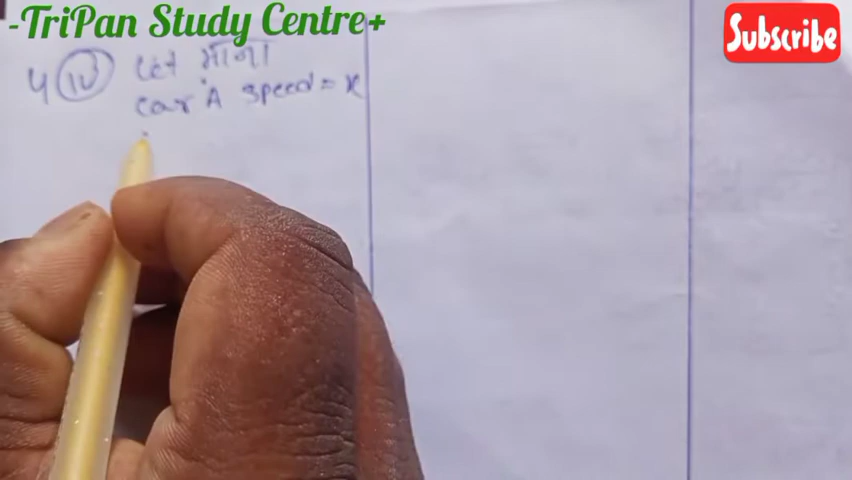 -TriPan Study Centre+
Subscribe
4 (iv) Let माना
car A speed = x